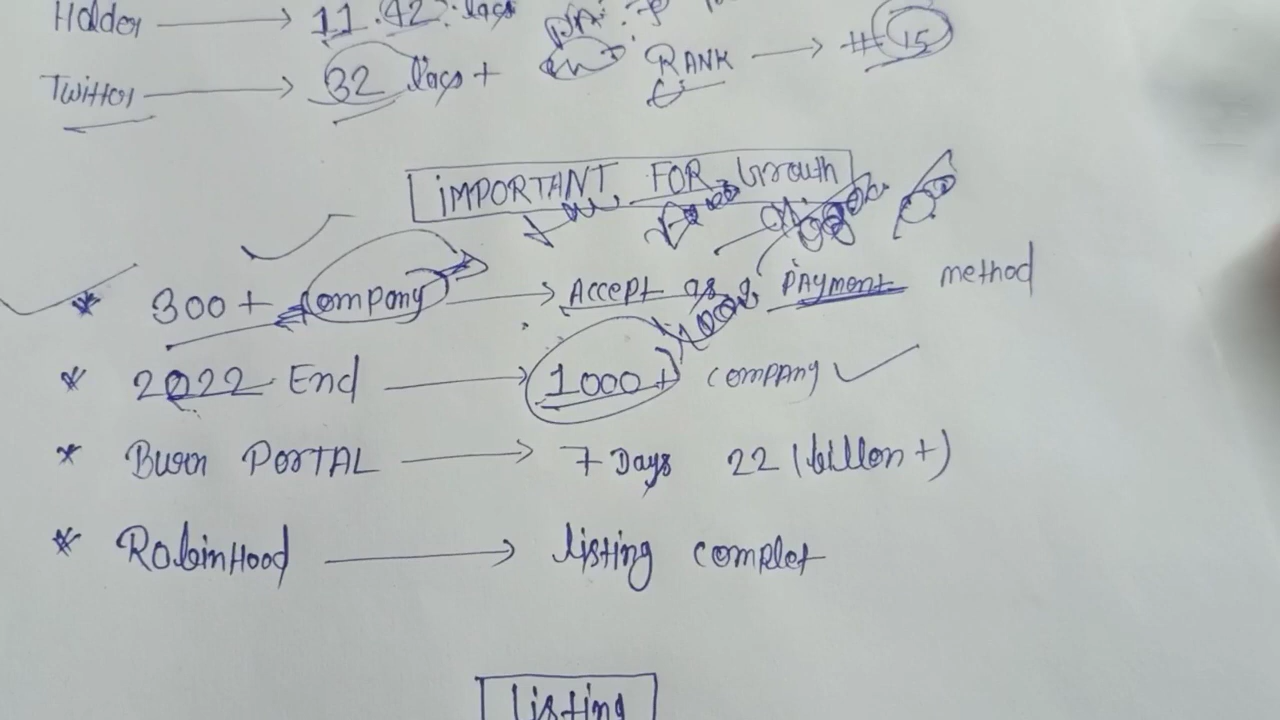 Holder → 11.42 lacs
Twitter → 32 lacs + RANK → #15
IMPORTANT FOR Growth
* 300 + Company → Accept as a Payment method
* 2022 End → 1000+ company
* Burn PORTAL → 7 Days 22 (billon +)
* RobinHood → listing complet
Listing